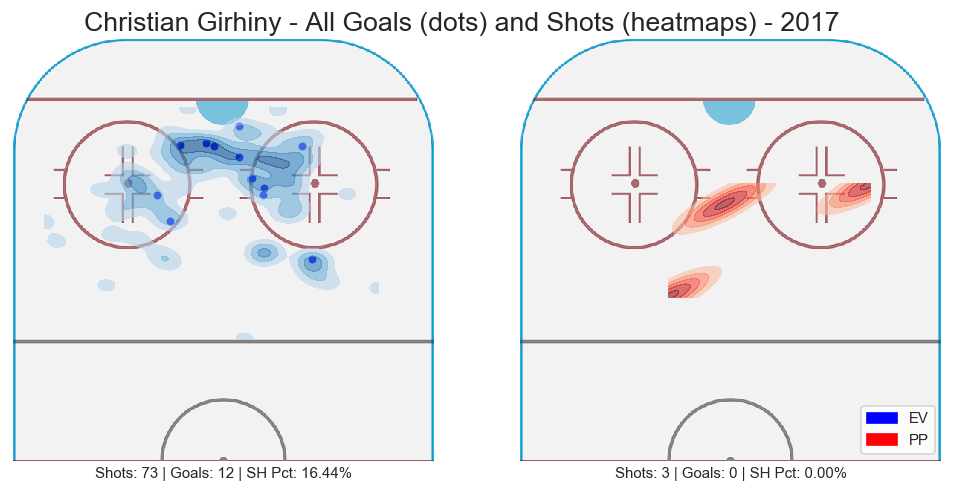 Christian Girhiny - All Goals (dots) and Shots (heatmaps) - 2017
EV
PP
Shots: 73 | Goals: 12 | SH Pct: 16.44%
Shots: 3 | Goals: 0 | SH Pct: 0.00%